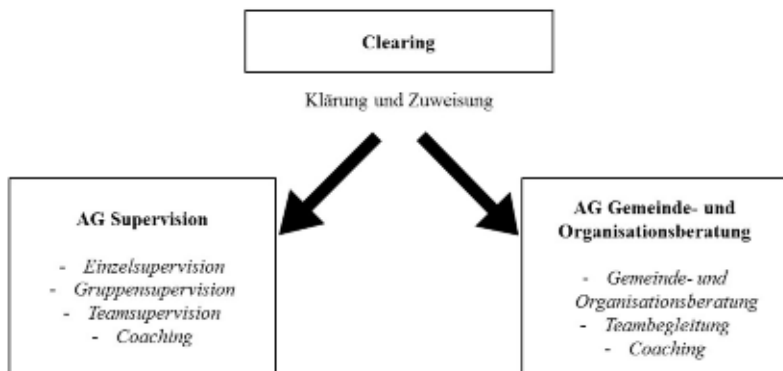 Clearing
Klärung und Zuweisung
AG Supervision
- Einzelsupervision
- Gruppensupervision
- Teamsupervision
- Coaching
AG Gemeinde- und
Organisationsberatung
- Gemeinde- und
Organisationsberatung
- Teambegleitung
- Coaching